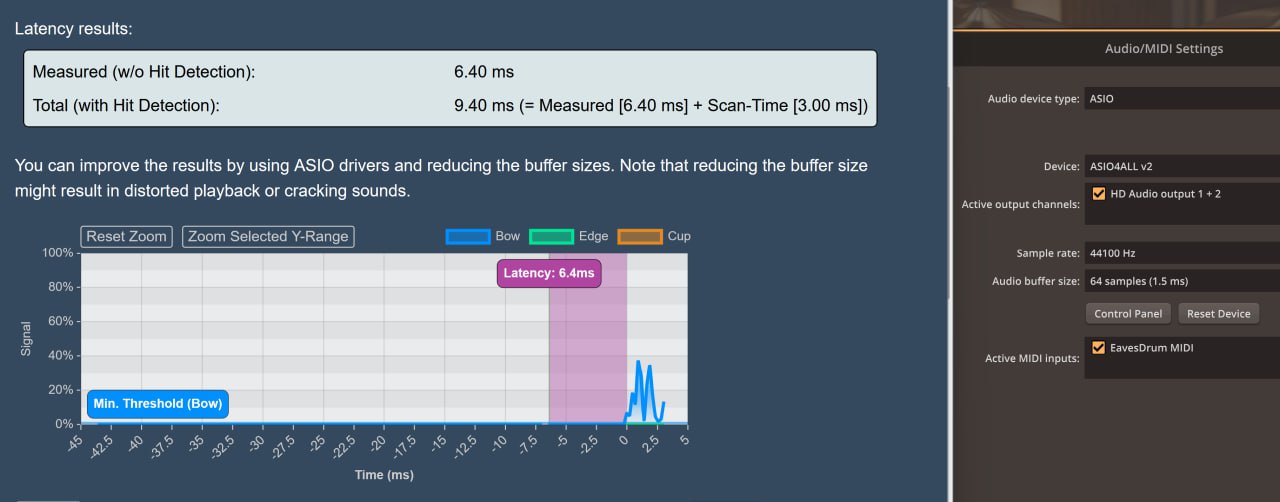 Latency results:
Measured (w/o Hit Detection): 6.40 ms
Total (with Hit Detection): 9.40 ms (= Measured [6.40 ms] + Scan-Time [3.00 ms])
You can improve the results by using ASIO drivers and reducing the buffer sizes. Note that reducing the buffer size
might result in distorted playback or cracking sounds.
Reset Zoom Zoom Selected Y-Range Bow Edge Cup
100%
80%
60%
40%
20%
0%
Signal
Latency: 6.4ms
Min. Threshold (Bow)
-45 -42.5 -40 -37.5 -35 -32.5 -30 -27.5 -25 -22.5 -20 -17.5 -15 -12.5 -10 -7.5 -5 -2.5 0 2.5 5
Time (ms)
Audio/MIDI Settings
Audio device type: ASIO
Device: ASIO4ALL v2
Active output channels: HD Audio output 1 + 2
Sample rate: 44100 Hz
Audio buffer size: 64 samples (1.5 ms)
Control Panel Reset Device
Active MIDI inputs: EavesDrum MIDI